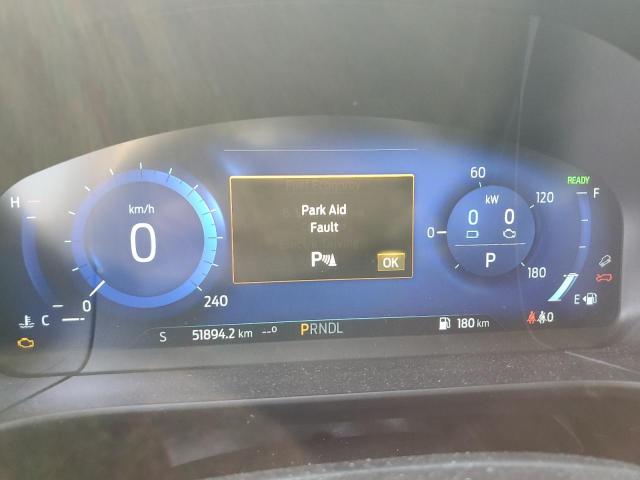 H
C
km/h
0
0
240
Park Aid
Fault
P
OK
60
120
180
0
kW
0 0
P
READY
F
E
S 51894.2 km --o PRNDL 180 km
0